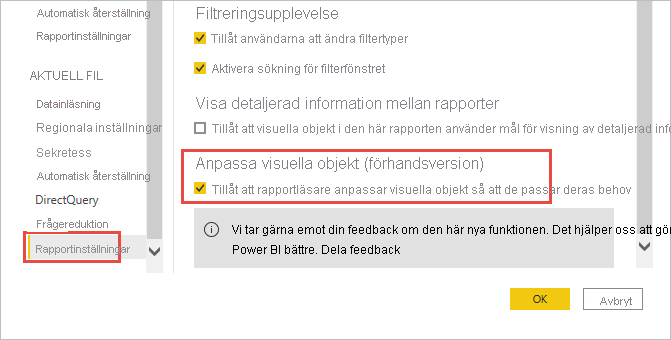 Automatisk återställning
Rapportinställningar
AKTUELL FIL
Datainläsning
Regionala inställningar
Sekretess
Automatisk återställning
DirectQuery
Frågereduktion
Rapportinställningar
Filtreringsupplevelse
Tillåt användarna att ändra filtertyper
Aktivera sökning för filterfönstret
Visa detaljerad information mellan rapporter
Tillåt att visuella objekt i den här rapporten använder mål för visning av detaljerad info
Anpassa visuella objekt (förhandsversion)
Tillåt att rapportläsare anpassar visuella objekt så att de passar deras behov
Vi tar gärna emot din feedback om den här nya funktionen. Det hjälper oss att gör
Power BI bättre. Dela feedback
OK
Avbryt